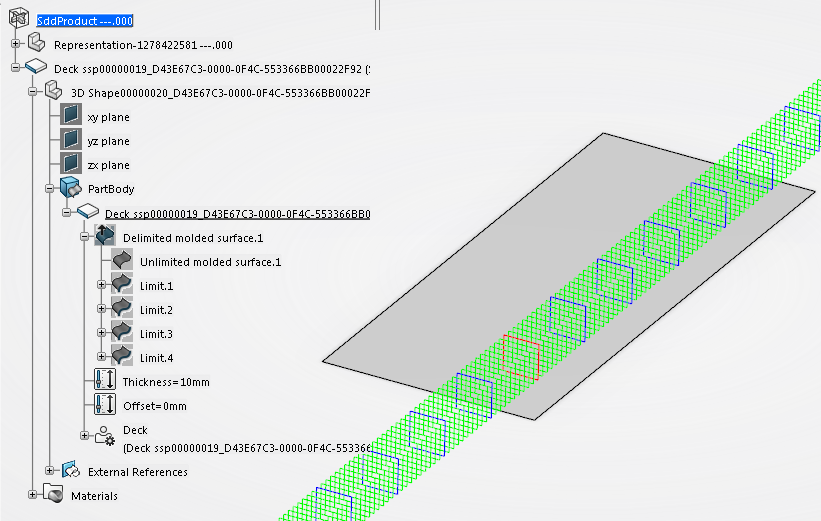 SddProduct ---.000
Representation-1278422581 ---.000
Deck ssp00000019_D43E67C3-0000-0F4C-553366BB00022F92 (
3D Shape00000020_D43E67C3-0000-0F4C-553366BB00022F
xy plane
yz plane
zx plane
PartBody
Deck ssp00000019_D43E67C3-0000-0F4C-553366BB0
Delimited molded surface.1
Unlimited molded surface.1
Limit.1
Limit.2
Limit.3
Limit.4
Thickness=10mm
Offset=0mm
Deck
(Deck ssp00000019_D43E67C3-0000-0F4C-55336
External References
Materials